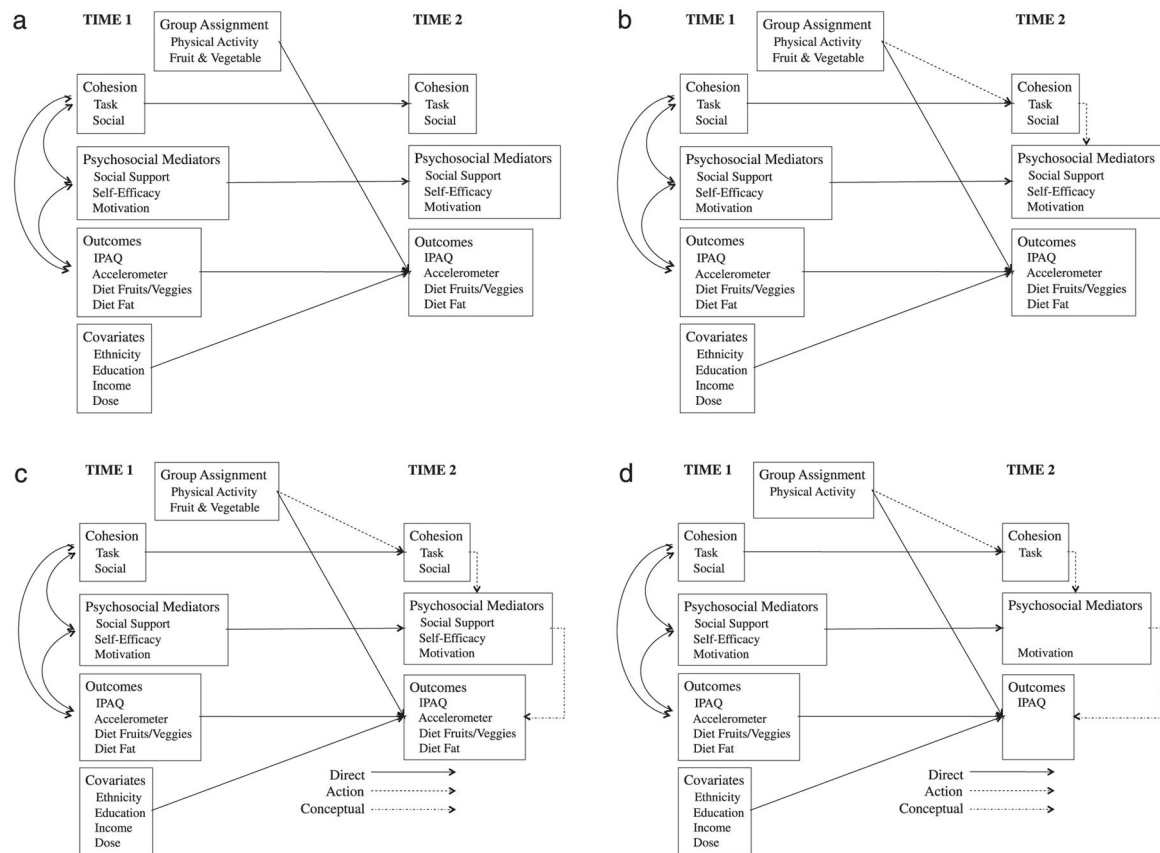 a
TIME 1
TIME 2
Group Assignment
Physical Activity
Fruit & Vegetable
Cohesion
Task
Social
Psychosocial Mediators
Social Support
Self-Efficacy
Motivation
Outcomes
IPAQ
Accelerometer
Diet Fruits/Veggies
Diet Fat
Covariates
Ethnicity
Education
Income
Dose
Cohesion
Task
Social
Psychosocial Mediators
Social Support
Self-Efficacy
Motivation
Outcomes
IPAQ
Accelerometer
Diet Fruits/Veggies
Diet Fat
b
TIME 1
TIME 2
Group Assignment
Physical Activity
Fruit & Vegetable
Cohesion
Task
Social
Psychosocial Mediators
Social Support
Self-Efficacy
Motivation
Outcomes
IPAQ
Accelerometer
Diet Fruits/Veggies
Diet Fat
Covariates
Ethnicity
Education
Income
Dose
Cohesion
Task
Social
Psychosocial Mediators
Social Support
Self-Efficacy
Motivation
Outcomes
IPAQ
Accelerometer
Diet Fruits/Veggies
Diet Fat
c
TIME 1
TIME 2
Group Assignment
Physical Activity
Fruit & Vegetable
Cohesion
Task
Social
Psychosocial Mediators
Social Support
Self-Efficacy
Motivation
Outcomes
IPAQ
Accelerometer
Diet Fruits/Veggies
Diet Fat
Covariates
Ethnicity
Education
Income
Dose
Cohesion
Task
Social
Psychosocial Mediators
Social Support
Self-Efficacy
Motivation
Outcomes
IPAQ
Accelerometer
Diet Fruits/Veggies
Diet Fat
Direct
Action
Conceptual
d
TIME 1
TIME 2
Group Assignment
Physical Activity
Cohesion
Task
Social
Psychosocial Mediators
Social Support
Self-Efficacy
Motivation
Outcomes
IPAQ
Accelerometer
Diet Fruits/Veggies
Diet Fat
Covariates
Ethnicity
Education
Income
Dose
Cohesion
Task
Psychosocial Mediators
Motivation
Outcomes
IPAQ
Direct
Action
Conceptual